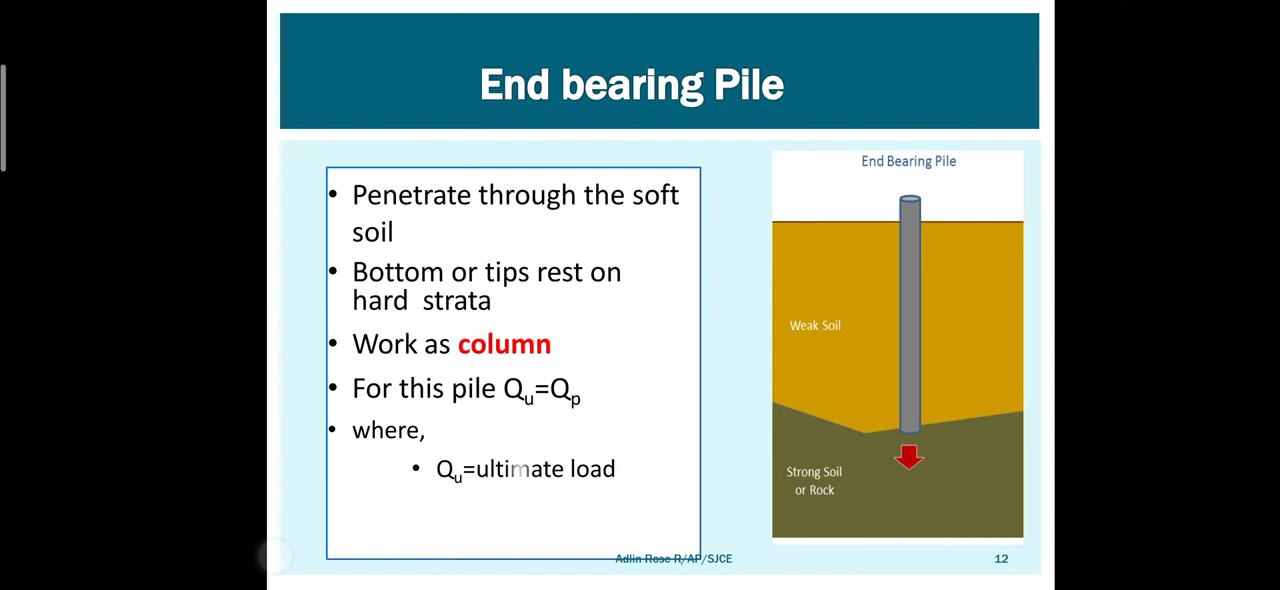 End bearing Pile
• Penetrate through the soft
soil
• Bottom or tips rest on
hard strata
• Work as column
• For this pile Qu=Qp
• where,
• Qu=ultimate load
End Bearing Pile
Weak Soil
Strong Soil
or Rock
Adlin Rose R/AP/SJCE
12